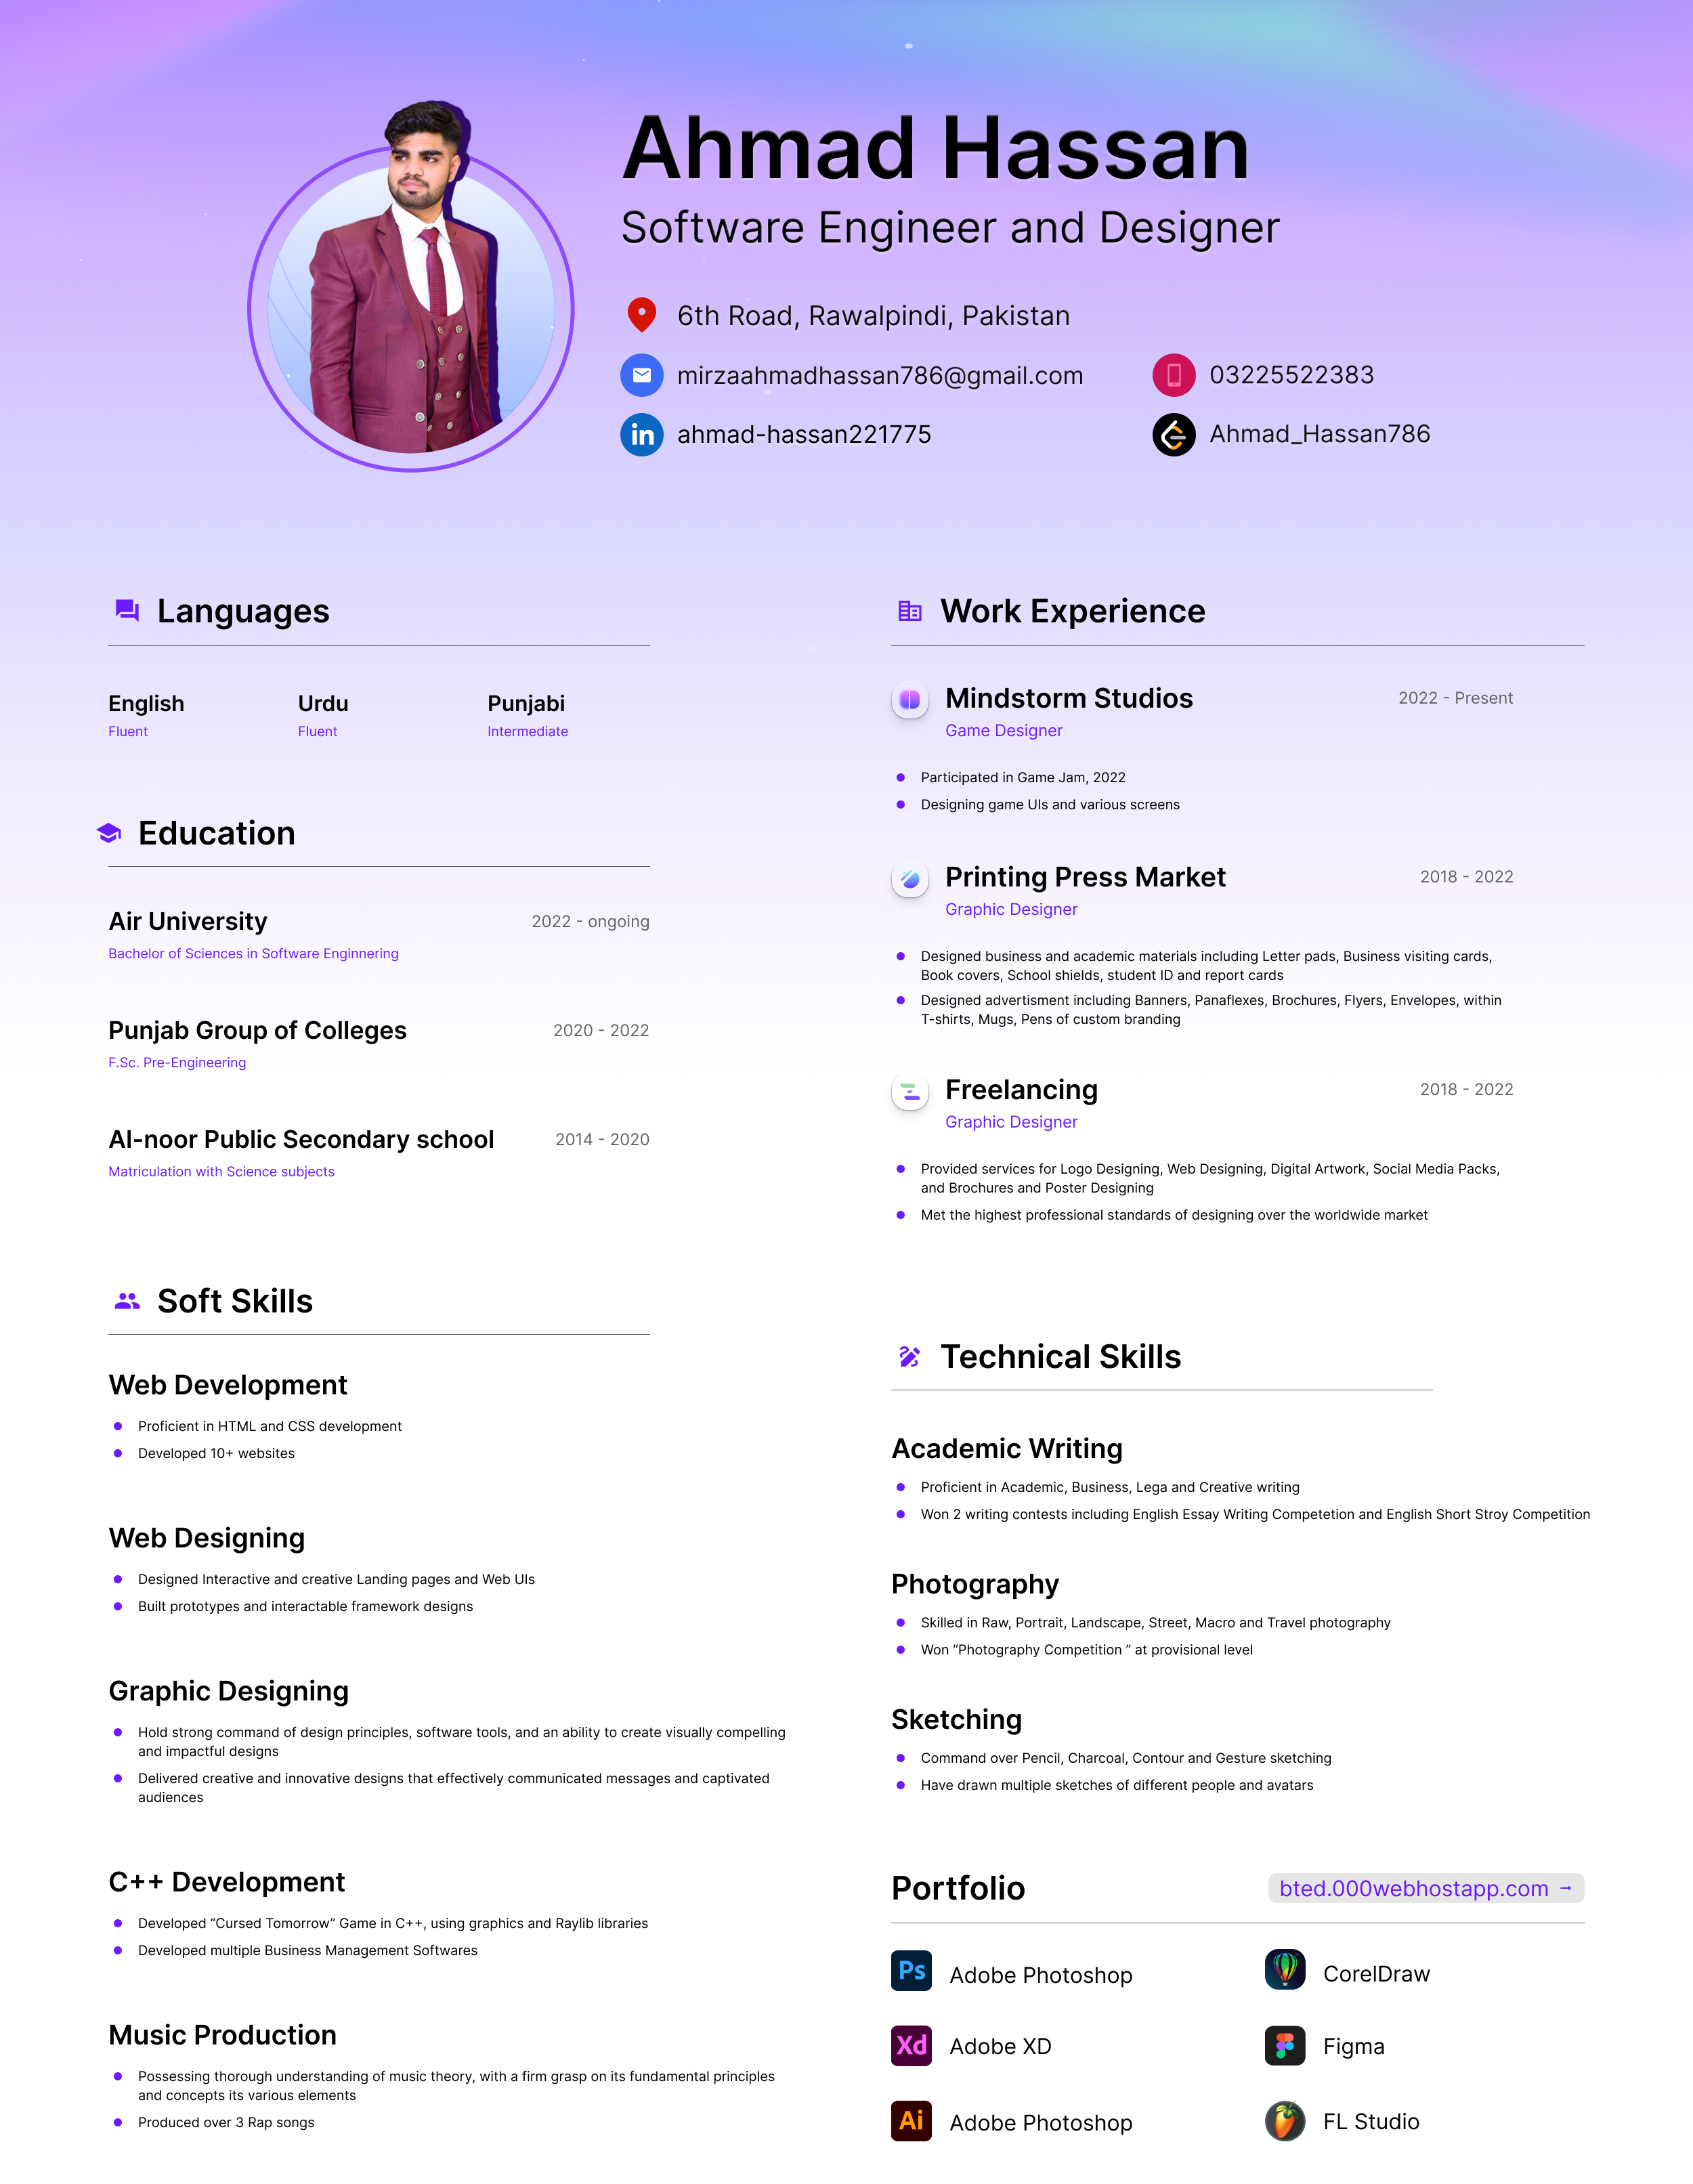 Ahmad Hassan
Software Engineer and Designer
6th Road, Rawalpindi, Pakistan
mirzaahmadhassan786@gmail.com
03225522383
in
ahmad-hassan221775
Ahmad_Hassan786
Languages
English
Urdu
Punjabi
Fluent
Fluent
Intermediate
Education
Air University
2022 - ongoing
Bachelor of Sciences in Software Enginnering
Punjab Group of Colleges
2020 - 2022
F.Sc. Pre-Engineering
Al-noor Public Secondary school
2014 - 2020
Matriculation with Science subjects
Soft Skills
Web Development
Proficient in HTML and CSS development
Developed 10+ websites
Web Designing
Designed Interactive and creative Landing pages and Web UIs
Built prototypes and interactable framework designs
Graphic Designing
Hold strong command of design principles, software tools, and an ability to create visually compelling
and impactful designs
Delivered creative and innovative designs that effectively communicated messages and captivated
audiences
C++ Development
Developed “Cursed Tomorrow” Game in C++, using graphics and Raylib libraries
Developed multiple Business Management Softwares
Music Production
Possessing thorough understanding of music theory, with a firm grasp on its fundamental principles
and concepts its various elements
Produced over 3 Rap songs
Work Experience
Mindstorm Studios
2022 - Present
Game Designer
Participated in Game Jam, 2022
Designing game UIs and various screens
Printing Press Market
2018 - 2022
Graphic Designer
Designed business and academic materials including Letter pads, Business visiting cards,
Book covers, School shields, student ID and report cards
Designed advertisment including Banners, Panaflexes, Brochures, Flyers, Envelopes, within
T-shirts, Mugs, Pens of custom branding
Freelancing
2018 - 2022
Graphic Designer
Provided services for Logo Designing, Web Designing, Digital Artwork, Social Media Packs,
and Brochures and Poster Designing
Met the highest professional standards of designing over the worldwide market
Technical Skills
Academic Writing
Proficient in Academic, Business, Lega and Creative writing
Won 2 writing contests including English Essay Writing Competetion and English Short Stroy Competition
Photography
Skilled in Raw, Portrait, Landscape, Street, Macro and Travel photography
Won “Photography Competition ” at provisional level
Sketching
Command over Pencil, Charcoal, Contour and Gesture sketching
Have drawn multiple sketches of different people and avatars
Portfolio
bted.000webhostapp.com →
Ps
Adobe Photoshop
CorelDraw
Xd
Adobe XD
Figma
Ai
Adobe Photoshop
FL Studio